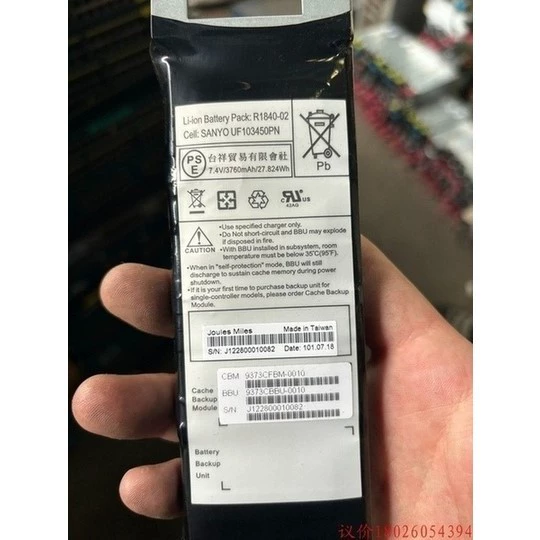 Li-ion Battery Pack: R1840-02
Cell: SANYO UF103450PN
Pb
PS
E
台祥貿易有限會社
7.4V/3760mAh/27.824Wh
c UR us
42AG
CAUTION
•Use specified charger only.
•Do Not short-circuit and BBU may explode
if disposed in fire.
•With BBU installed in subsystem, room
temperature must be below 35°C(95°F).
•When in "self-protection" mode, BBU will still
discharge to sustain cache memory during power
shutdown.
•If it is your first time to purchase backup unit for
single-controller models, please order Cache Backup
Module.
Joules Miles Made in Taiwan
S/N: J122800010082 Date: 101.07.18
CBM 9373CFBM-0010
Cache
BBU 9373CBBU-0010
Backup
Module
S/N: J122800010082
Battery
Backup
Unit
议价18026054394